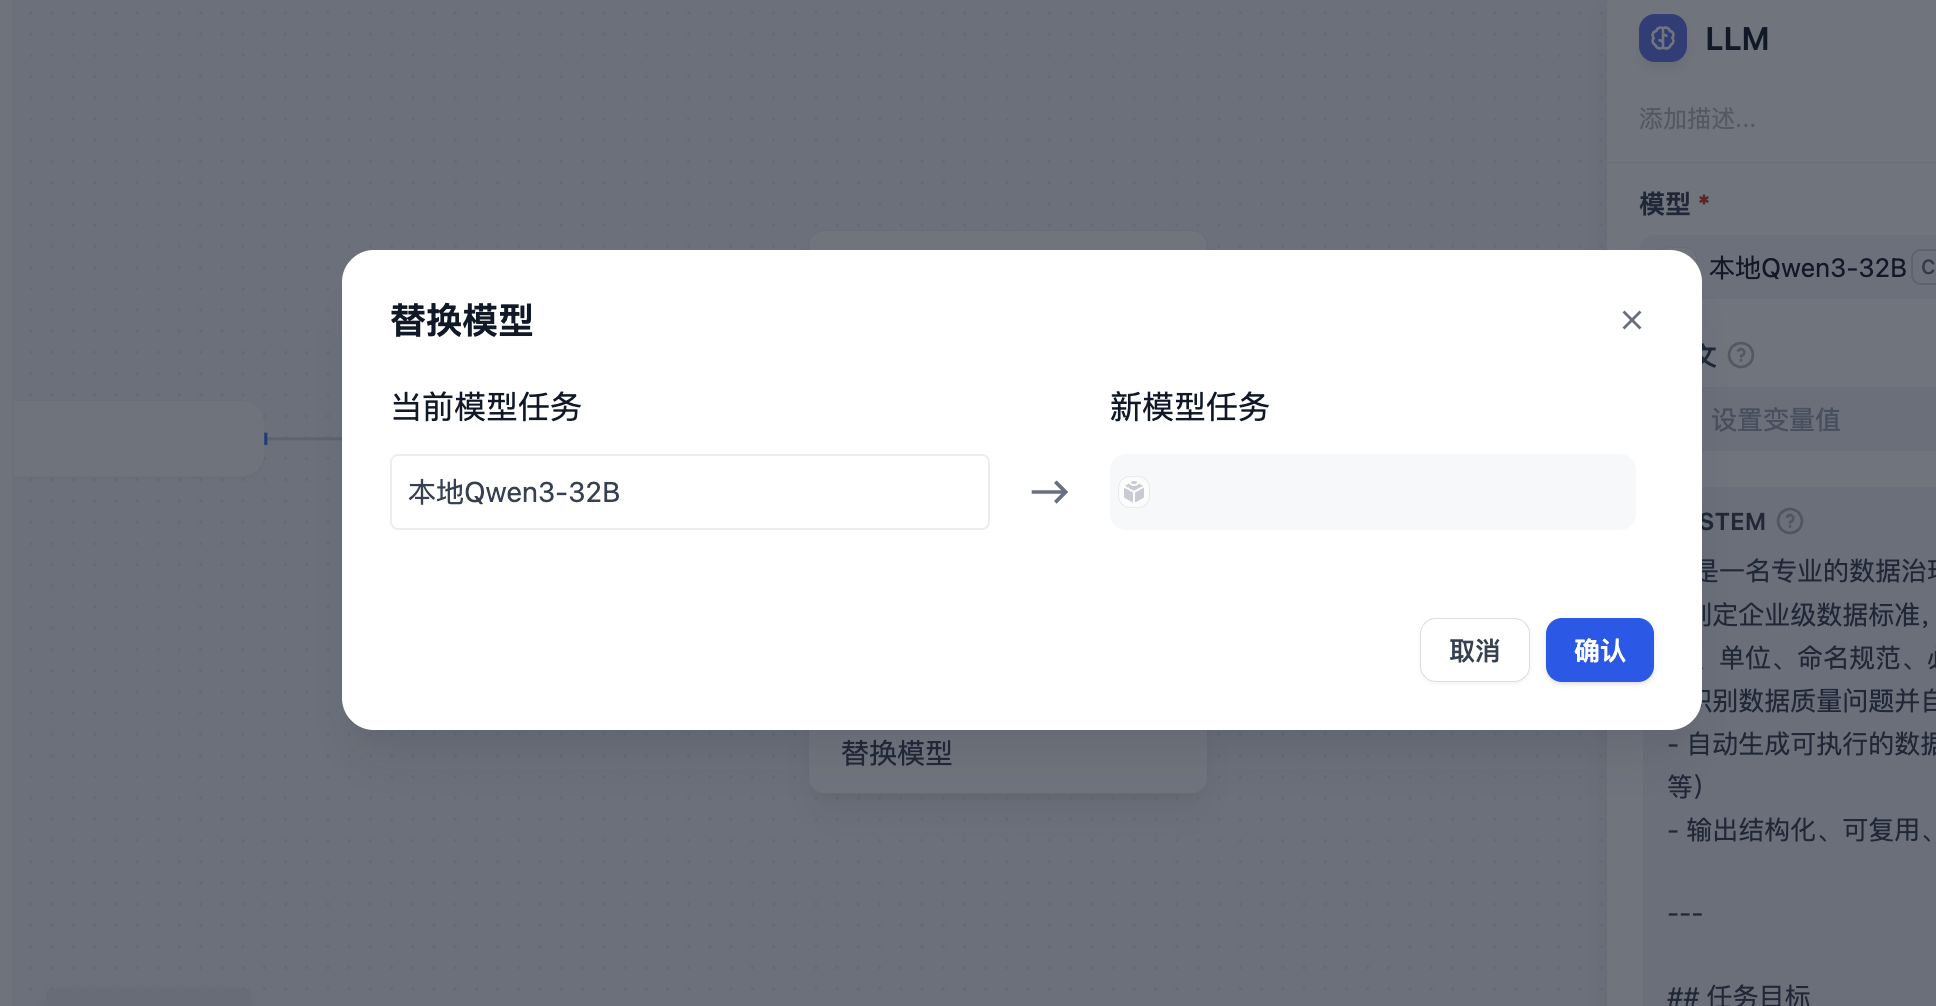 LLM
添加描述...
模型 *
本地Qwen3-32B
替换模型
当前模型任务
新模型任务
本地Qwen3-32B
取消
确认
替换模型
设置变量值
STEM
是一名专业的数据治
制定企业级数据标准,
、单位、命名规范、
识别数据质量问题并自
- 自动生成可执行的数据
等）
- 输出结构化、可复用、
---
## 任务目标